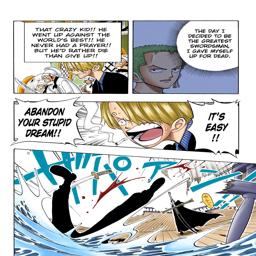 THAT CRAZY KID!! HE
WENT UP AGAINST THE
WORLD'S BEST!! HE
NEVER HAD A PRAYER!!
BUT HE'D RATHER DIE
THAN GIVE UP!!
THE DAY I
DECIDED TO BE
THE GREATEST
SWORDSMAN,
I GAVE MYSELF
UP FOR DEAD.
ABANDON
YOUR STUPID
DREAM!!
IT'S
EASY
!!